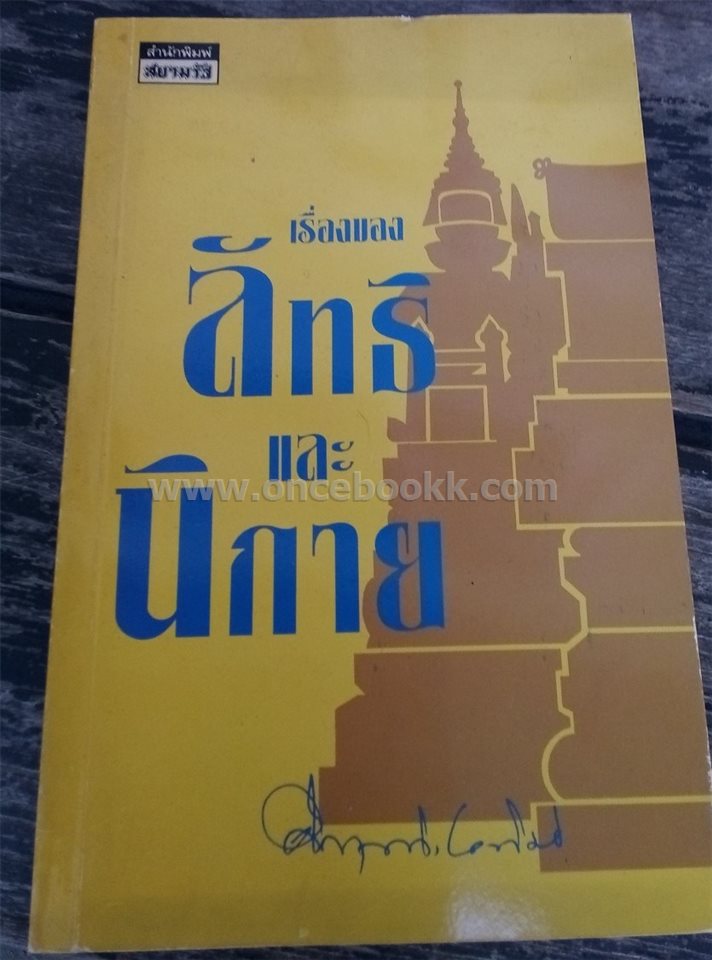 สำนักพิมพ์
สยามรัฐ
เรื่องของ
ลัทธิ
และ
นิกาย
www.oncebookk.com